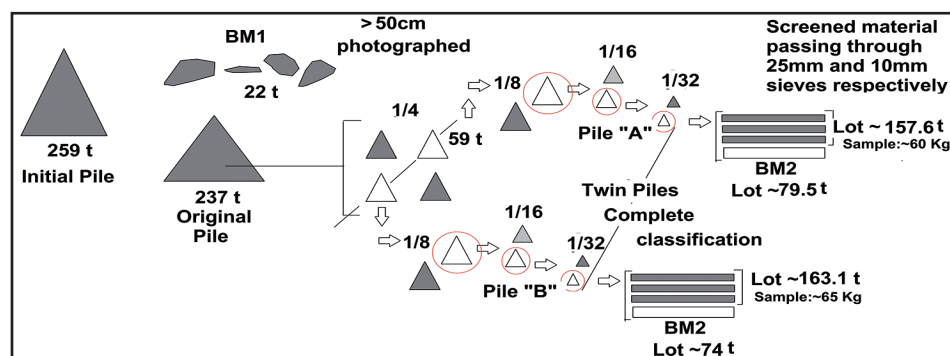 259 t
Initial Pile
BM1
22 t
> 50cm
photographed
237 t
Original
Pile
1/4
59 t
1/8
1/16
1/32
Pile "A"
Screened material
passing through
25mm and 10mm
sieves respectively
Lot ~ 157.6 t
Sample:~60 Kg
BM2
Lot ~79.5 t
Twin Piles
Complete
classification
1/8
1/16
1/32
Pile "B"
Lot ~163.1 t
Sample:~65 Kg
BM2
Lot ~74 t